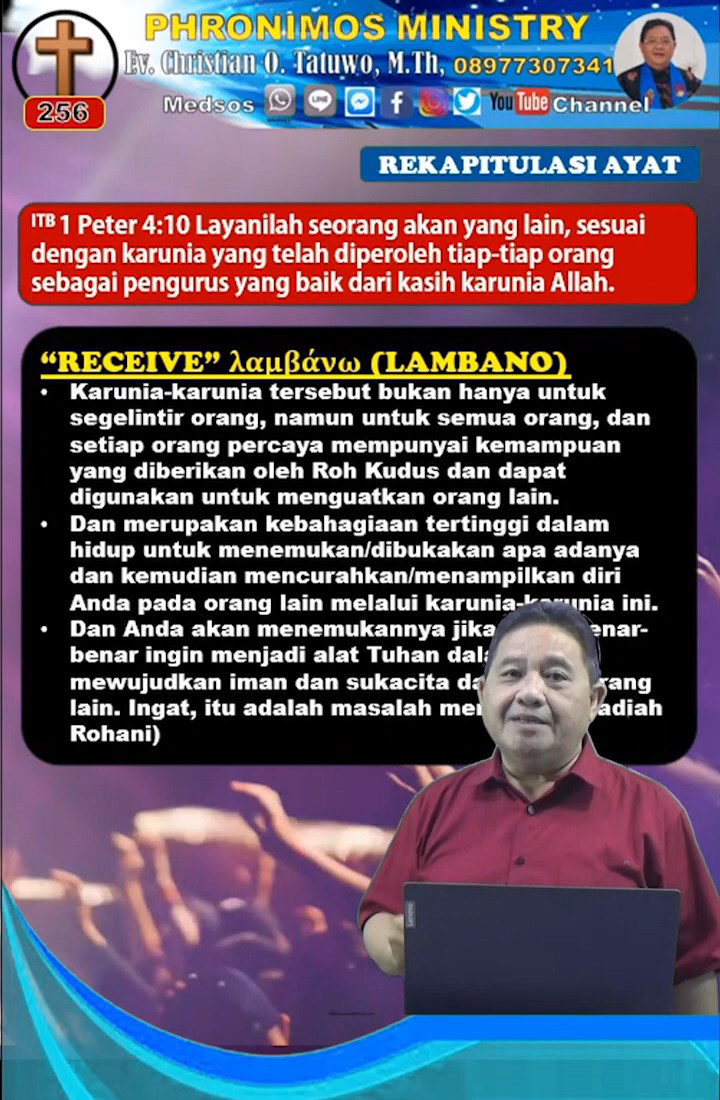 PHRONIMOS MINISTRY
Ev. Christian O. Tatuwo, M.Th, 08977307341
256
Medsos LINE f You Tube Channel
REKAPITULASI AYAT
ITB 1 Peter 4:10 Layanilah seorang akan yang lain, sesuai
dengan karunia yang telah diperoleh tiap-tiap orang
sebagai pengurus yang baik dari kasih karunia Allah.
“RECEIVE” λαμβάνω (LAMBANO)
• Karunia-karunia tersebut bukan hanya untuk
segelintir orang, namun untuk semua orang, dan
setiap orang percaya mempunyai kemampuan
yang diberikan oleh Roh Kudus dan dapat
digunakan untuk menguatkan orang lain.
• Dan merupakan kebahagiaan tertinggi dalam
hidup untuk menemukan/dibukakan apa adanya
dan kemudian mencurahkan/menampilkan diri
Anda pada orang lain melalui karunia-karunia ini.
• Dan Anda akan menemukannya jika enar-
benar ingin menjadi alat Tuhan
mewujudkan iman dan sukacita rang
lain. Ingat, itu adalah masalah adiah
Rohani)
Lenovo